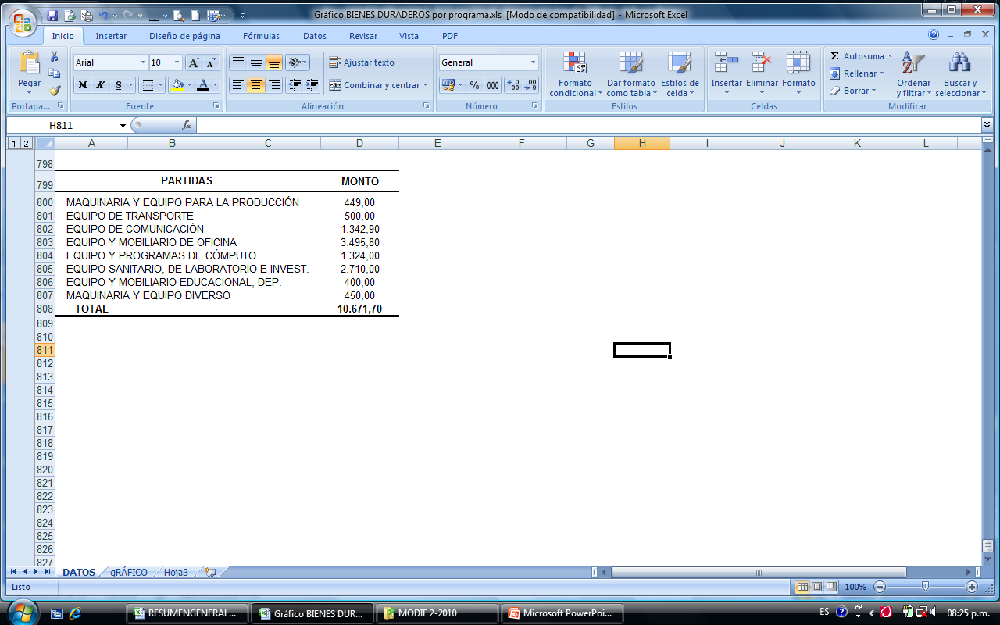 Gráfico BIENES DURADEROS por programa.xls [Modo de compatibilidad] - Microsoft Excel
Inicio Insertar Diseño de página Fórmulas Datos Revisar Vista PDF
Pegar
Portapa...
Arial 10
N K S
Fuente
Ajustar texto
Combinar y centrar
Alineación
General
% 000
Número
Formato condicional
Dar formato como tabla
Estilos de celda
Estilos
Insertar Eliminar Formato
Celdas
Σ Autosuma
Rellenar
Borrar
Ordenar y filtrar
Buscar y seleccionar
Modificar
H811 fx
1 2 A B C D E F G H I J K L
798
799 PARTIDAS MONTO
800 MAQUINARIA Y EQUIPO PARA LA PRODUCCIÓN 449,00
801 EQUIPO DE TRANSPORTE 500,00
802 EQUIPO DE COMUNICACIÓN 1.342,90
803 EQUIPO Y MOBILIARIO DE OFICINA 3.495,80
804 EQUIPO Y PROGRAMAS DE CÓMPUTO 1.324,00
805 EQUIPO SANITARIO, DE LABORATORIO E INVEST. 2.710,00
806 EQUIPO Y MOBILIARIO EDUCACIONAL, DEP. 400,00
807 MAQUINARIA Y EQUIPO DIVERSO 450,00
808 TOTAL 10.671,70
809
810
811
812
813
814
815
816
817
818
819
820
821
822
823
824
825
826
827
DATOS gRÁFICO Hoja3
Listo 100%
RESUMENGENERAL... Gráfico BIENES DUR... MODIF 2-2010 Microsoft PowerPoi... ES 08:25 p.m.